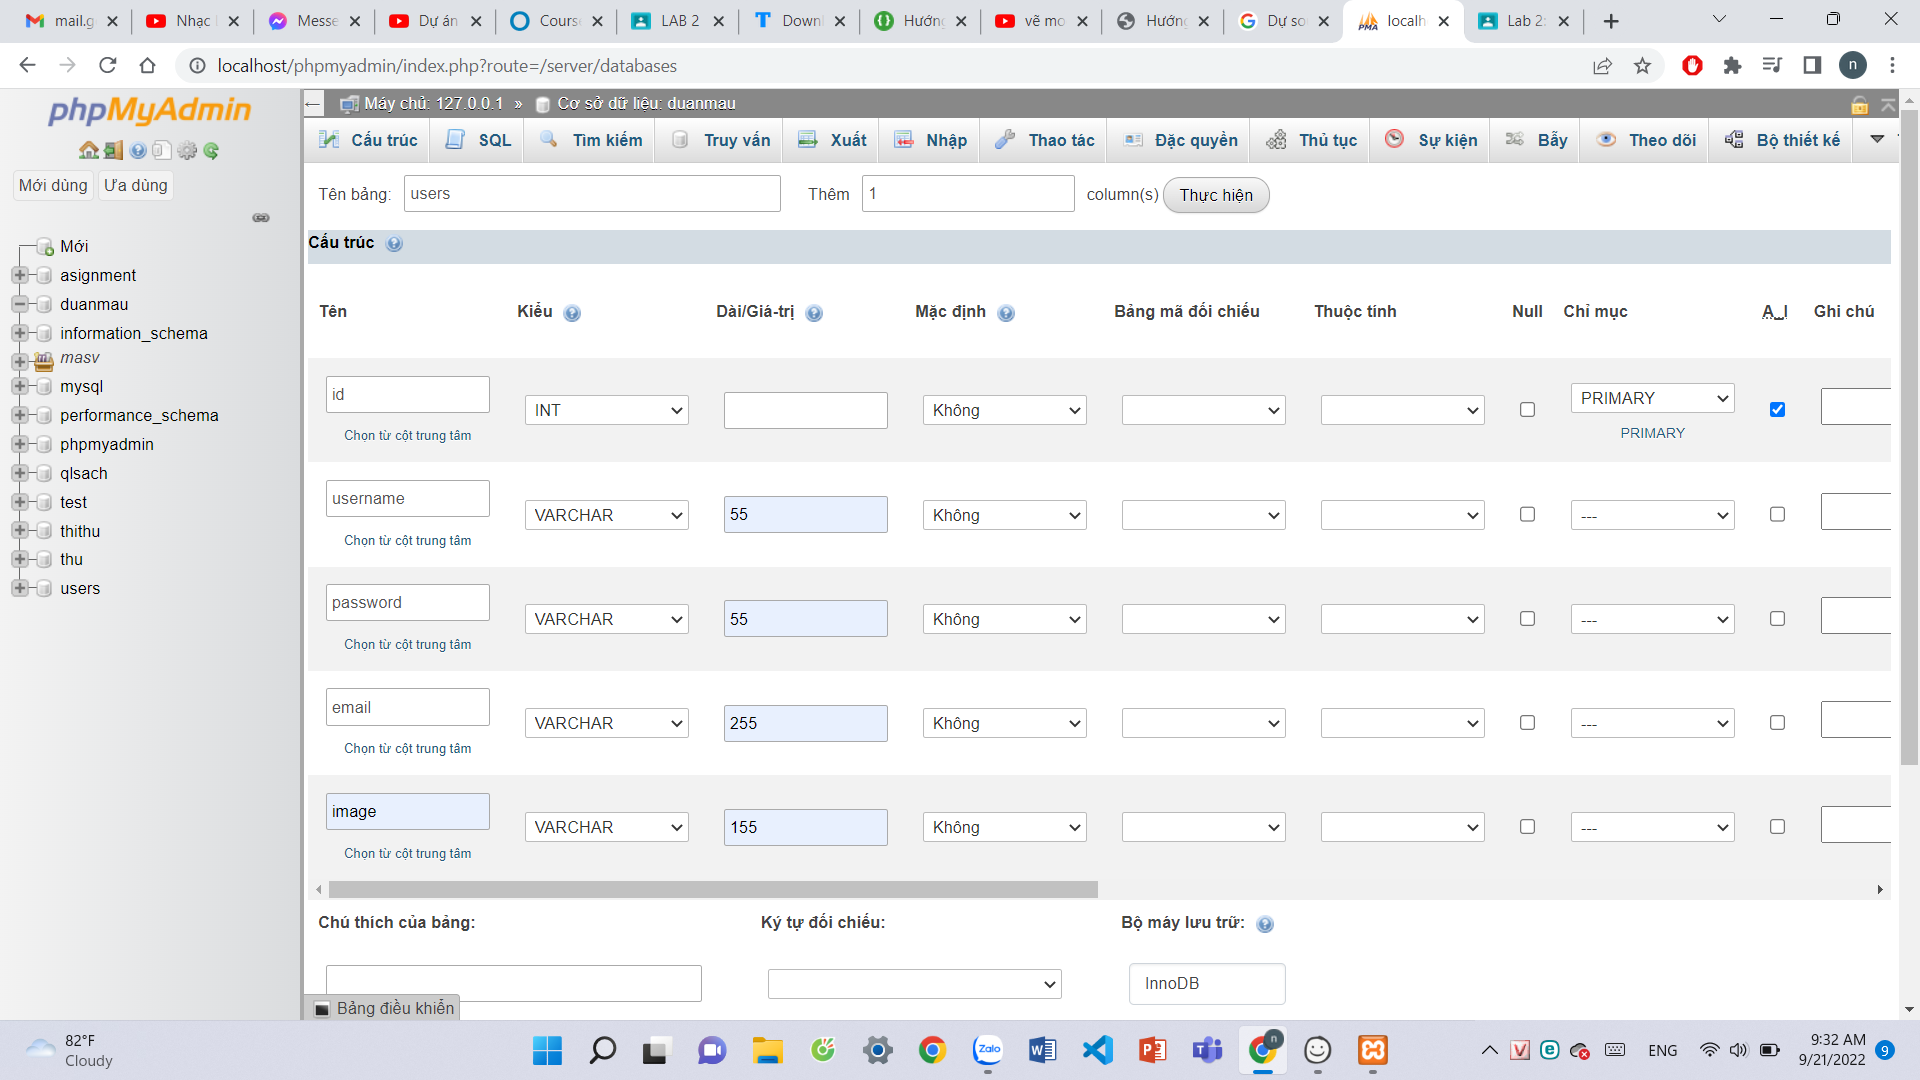 mail.g
Nhạc
Messe
Dự án
Cours
LAB 2
Downl
Hướng
vẽ mo
Hướng
Dự so
localh
Lab 2:
localhost/phpmyadmin/index.php?route=/server/databases
n
phpMyAdmin
Máy chủ: 127.0.0.1 » Cơ sở dữ liệu: duanmau
Cấu trúc SQL Tìm kiếm Truy vấn Xuất Nhập Thao tác Đặc quyền Thủ tục Sự kiện Bẫy Theo dõi Bộ thiết kế
Mới dùng Ưa dùng
Mới
asignment
duanmau
information_schema
masv
mysql
performance_schema
phpmyadmin
qlsach
test
thithu
thu
users
Tên bảng: users Thêm 1 column(s) Thực hiện
Cấu trúc
Tên Kiểu Dài/Giá-trị Mặc định Bảng mã đối chiếu Thuộc tính Null Chỉ mục A_I Ghi chú
id INT Không PRIMARY
Chọn từ cột trung tâm PRIMARY
username VARCHAR 55 Không ---
Chọn từ cột trung tâm
password VARCHAR 55 Không ---
Chọn từ cột trung tâm
email VARCHAR 255 Không ---
Chọn từ cột trung tâm
image VARCHAR 155 Không ---
Chọn từ cột trung tâm
Chú thích của bảng: Ký tự đối chiếu: Bộ máy lưu trữ:
InnoDB
Bảng điều khiển
82°F
Cloudy
Zalo
n
ENG
9:32 AM
9/21/2022
9